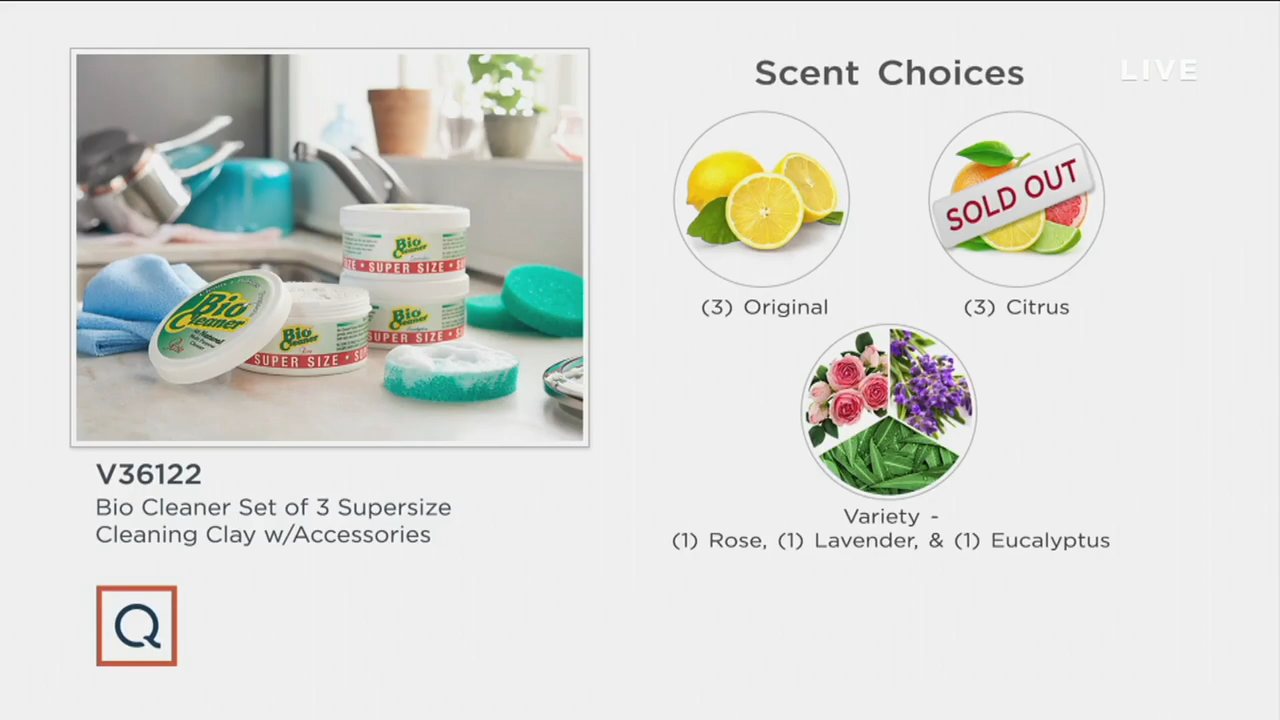 Scent Choices
LIVE
Bio
Cleaner
SUPER SIZE
Bio
Cleaner
SUPER SIZE
Bio
Cleaner
Bio
Cleaner
SUPER SIZE
SOLD OUT
(3) Original
(3) Citrus
V36122
Bio Cleaner Set of 3 Supersize
Cleaning Clay w/Accessories
Variety -
(1) Rose, (1) Lavender, & (1) Eucalyptus
Q